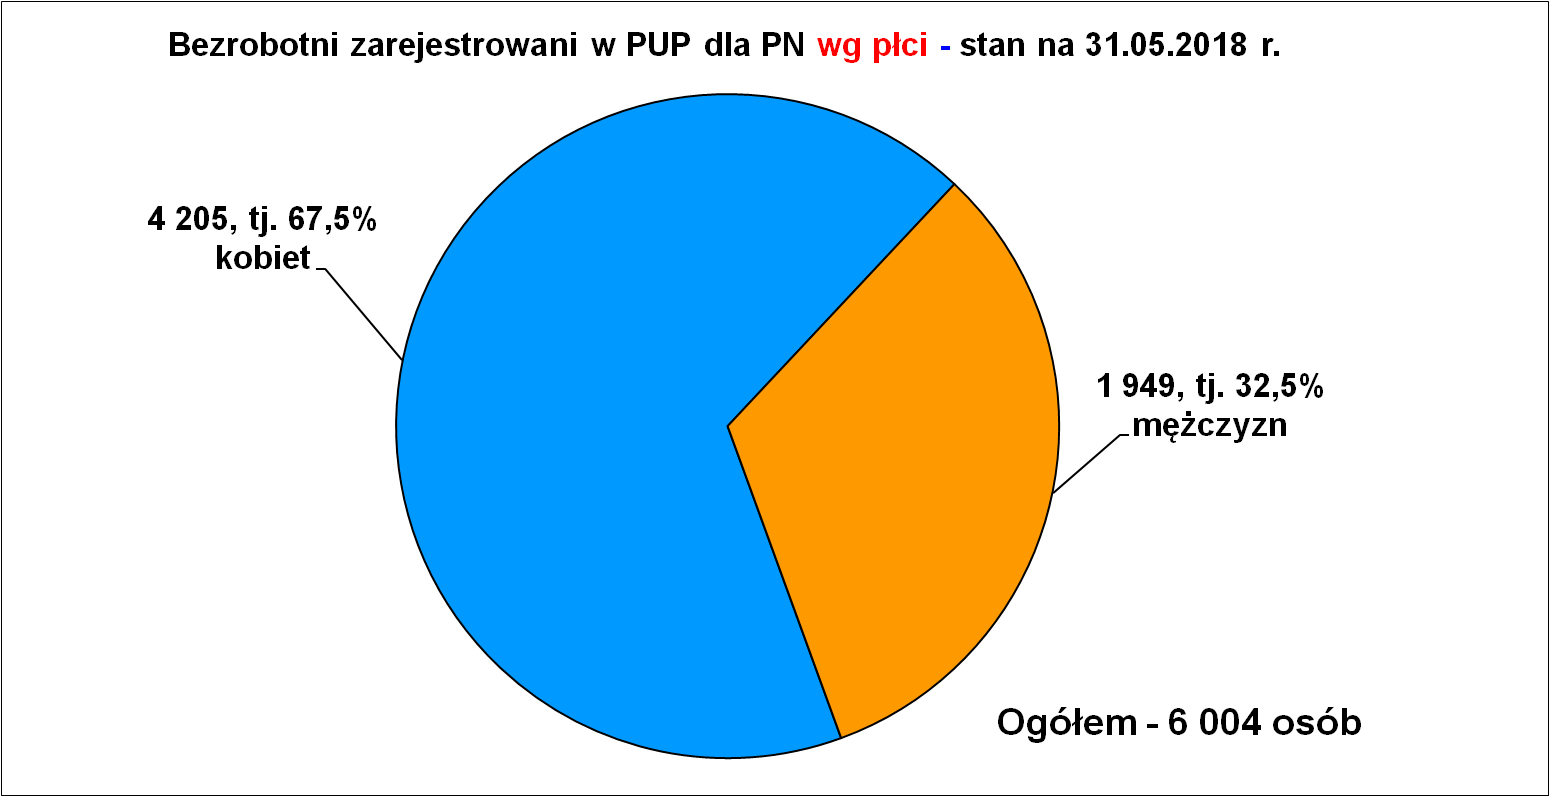 Bezrobotni zarejestrowani w PUP dla PN wg płci - stan na 31.05.2018 r.
4 205, tj. 67,5%
kobiet
1 949, tj. 32,5%
mężczyzn
Ogółem - 6 004 osób